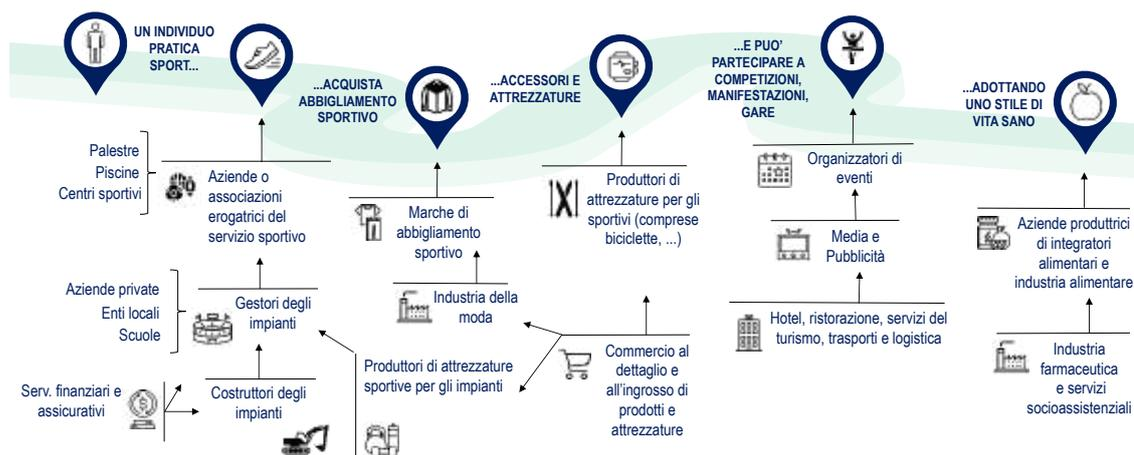 UN INDIVIDUO
PRATICA
SPORT...
...ACQUISTA
ABBIGLIAMENTO
SPORTIVO
...ACCESSORI E
ATTREZZATURE
...E PUO'
PARTECIPARE A
COMPETIZIONI,
MANIFESTAZIONI,
GARE
...ADOTTANDO
UNO STILE DI
VITA SANO
Palestre
Piscine
Centri sportivi
Aziende o
associazioni
erogatrici del
servizio sportivo
Aziende private
Enti locali
Scuole
Gestori degli
impianti
Serv. finanziari e
assicurativi
Costruttori degli
impianti
Marche di
abbigliamento
sportivo
Industria della
moda
Produttori di attrezzature
sportive per gli impianti
Produttori di
attrezzature per gli
sportivi (comprese
biciclette, ...)
Commercio al
dettaglio e
all'ingrosso di
prodotti e
attrezzature
Organizzatori di
eventi
Media e
Pubblicità
Hotel, ristorazione, servizi del
turismo, trasporti e logistica
Aziende produttrici
di integratori
alimentari e
industria alimentare
Industria
farmaceutica
e servizi
socioassistenziali